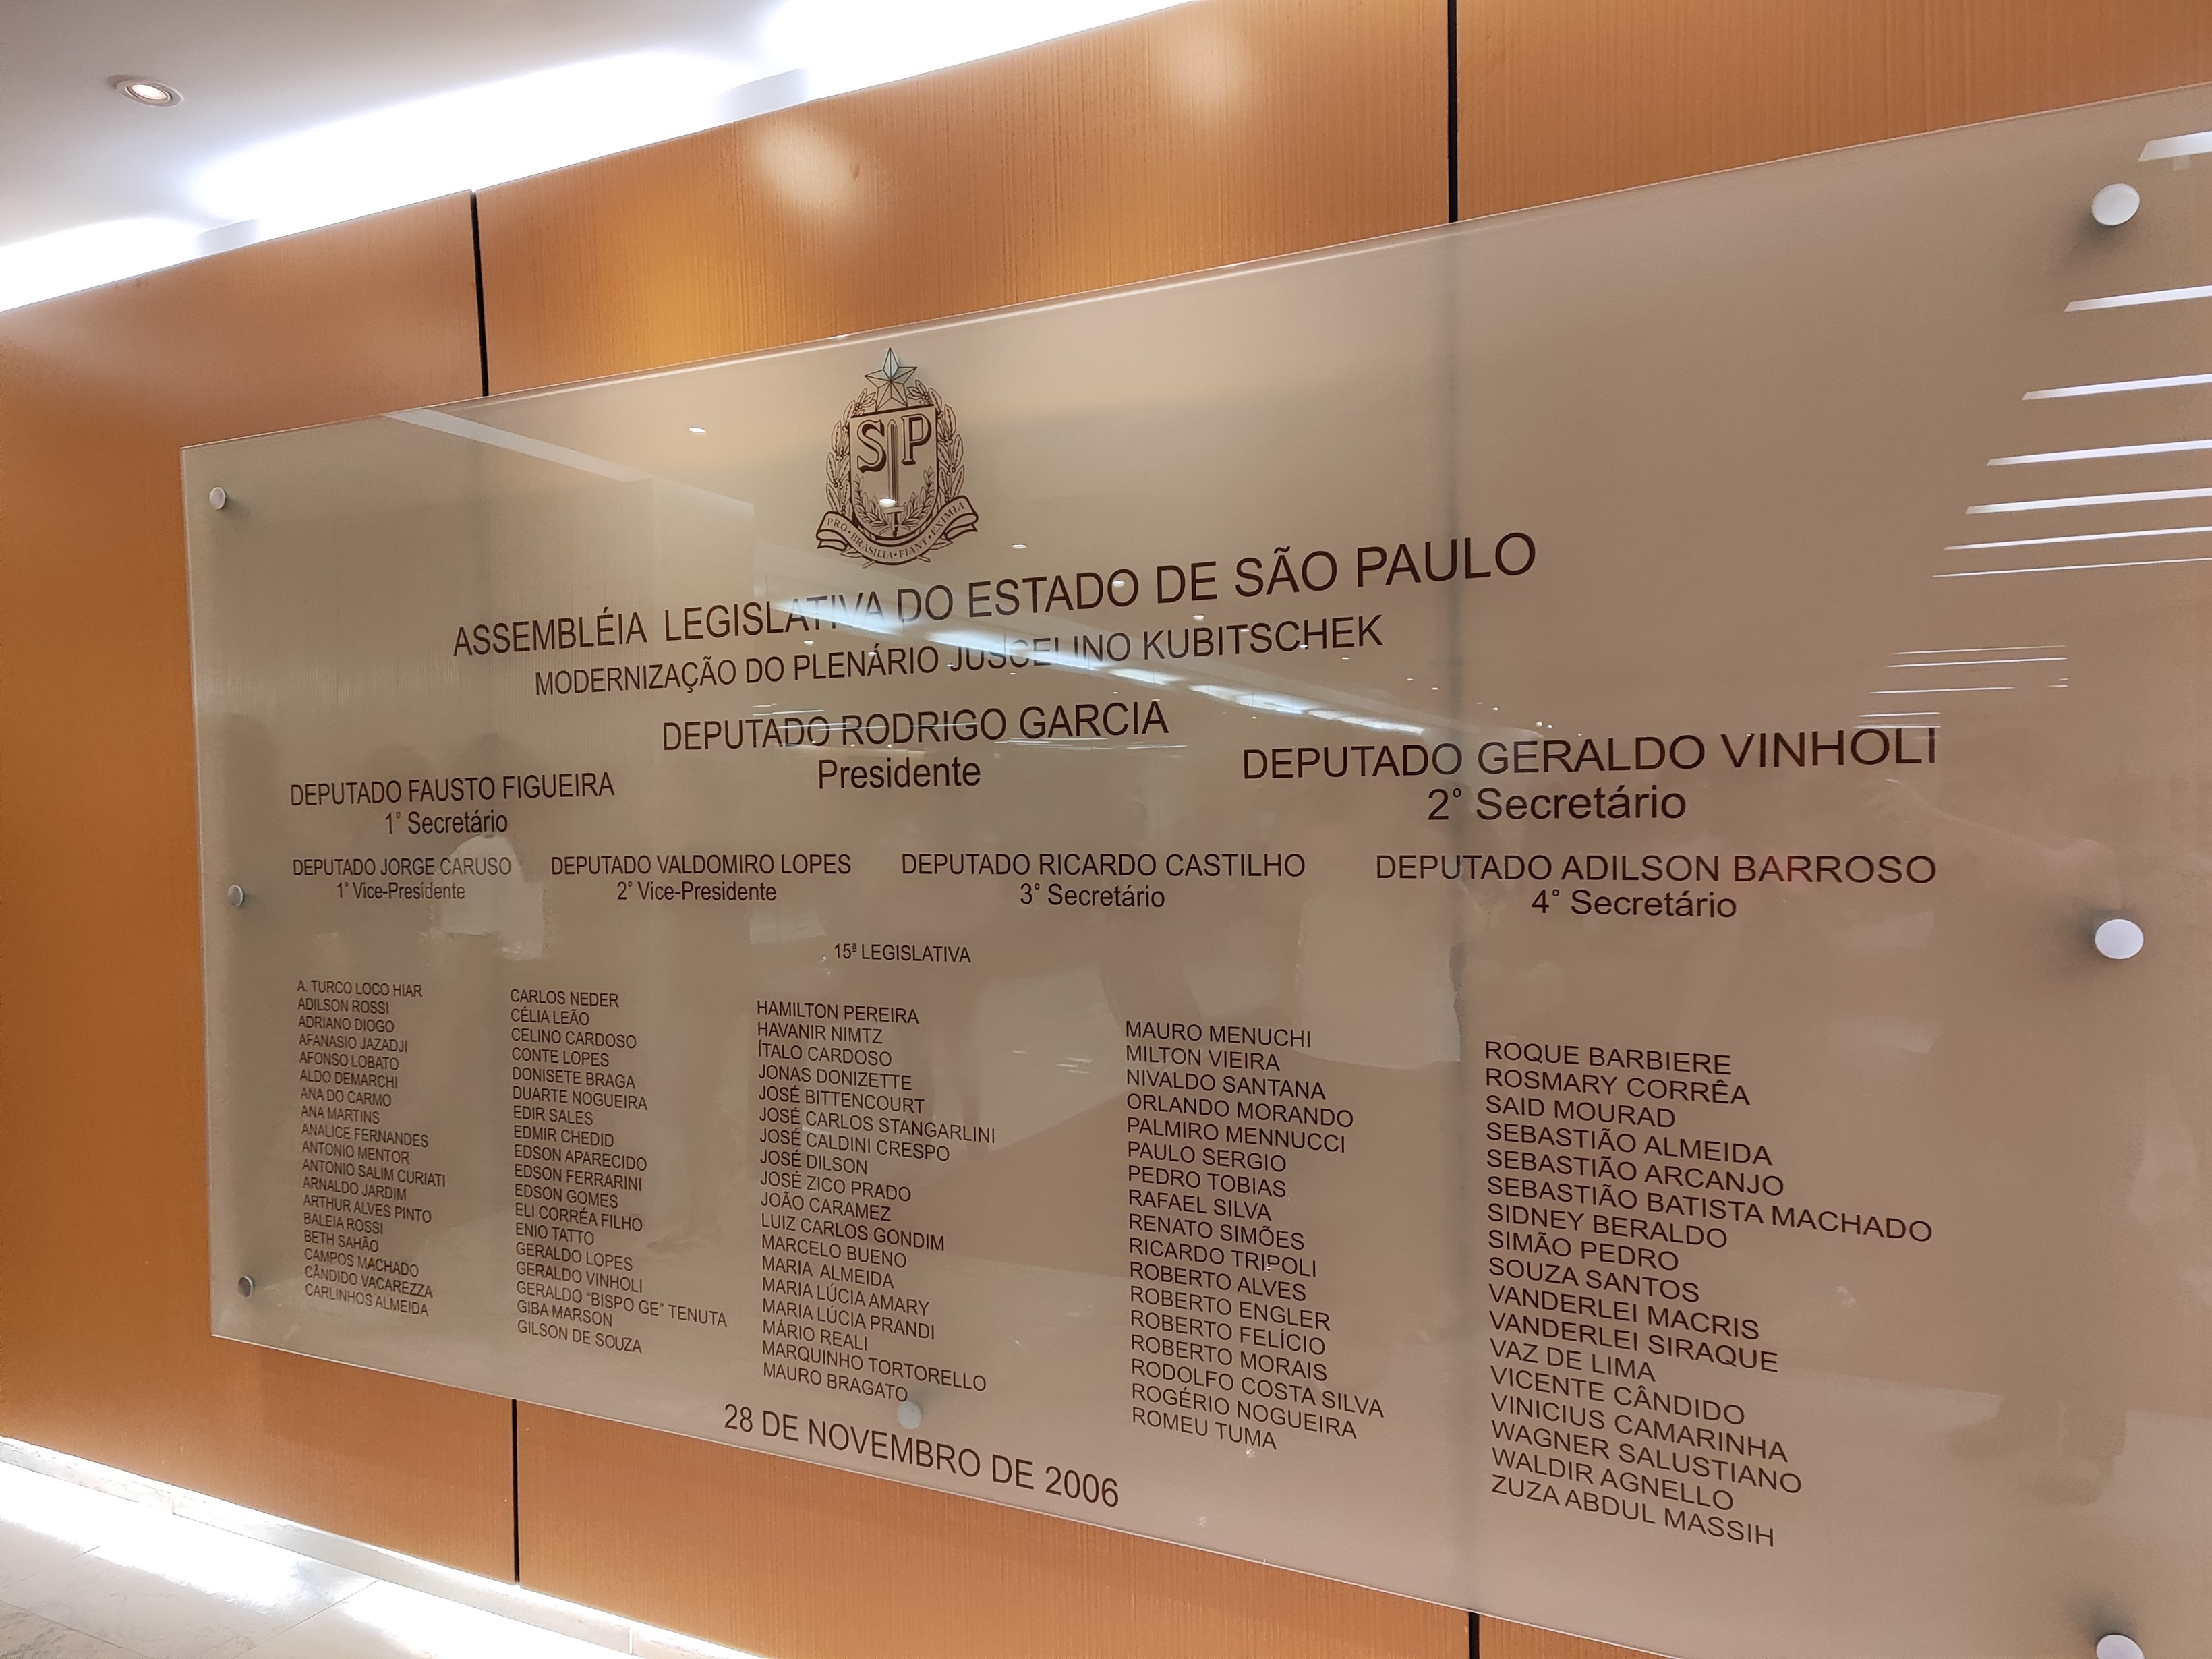 SP
PRO • BRASILIA • FIANT • EXIMIA
ASSEMBLÉIA LEGISLATIVA DO ESTADO DE SÃO PAULO
MODERNIZAÇÃO DO PLENÁRIO JUSCELINO KUBITSCHEK
DEPUTADO RODRIGO GARCIA
Presidente
DEPUTADO FAUSTO FIGUEIRA
1° Secretário
DEPUTADO GERALDO VINHOLI
2° Secretário
DEPUTADO JORGE CARUSO
1° Vice-Presidente
DEPUTADO VALDOMIRO LOPES
2° Vice-Presidente
DEPUTADO RICARDO CASTILHO
3° Secretário
DEPUTADO ADILSON BARROSO
4° Secretário
15ª LEGISLATIVA
A. TURCO LOCO HIAR
ADILSON ROSSI
ADRIANO DIOGO
AFANASIO JAZADJI
AFONSO LOBATO
ALDO DEMARCHI
ANA DO CARMO
ANA MARTINS
ANALICE FERNANDES
ANTONIO MENTOR
ANTONIO SALIM CURIATI
ARNALDO JARDIM
ARTHUR ALVES PINTO
BALEIA ROSSI
BETH SAHÃO
CAMPOS MACHADO
CÂNDIDO VACAREZZA
CARLINHOS ALMEIDA
CARLOS NEDER
CÉLIA LEÃO
CELINO CARDOSO
CONTE LOPES
DONISETE BRAGA
DUARTE NOGUEIRA
EDIR SALES
EDMIR CHEDID
EDSON APARECIDO
EDSON FERRARINI
EDSON GOMES
ELI CORRÉA FILHO
ENIO TATTO
GERALDO LOPES
GERALDO VINHOLI
GERALDO "BISPO GE" TENUTA
GIBA MARSON
GILSON DE SOUZA
HAMILTON PEREIRA
HAVANIR NIMTZ
ÍTALO CARDOSO
JONAS DONIZETTE
JOSÉ BITTENCOURT
JOSÉ CARLOS STANGARLINI
JOSÉ CALDINI CRESPO
JOSÉ DILSON
JOSÉ ZICO PRADO
JOÃO CARAMEZ
LUIZ CARLOS GONDIM
MARCELO BUENO
MARIA ALMEIDA
MARIA LÚCIA AMARY
MARIA LÚCIA PRANDI
MÁRIO REALI
MARQUINHO TORTORELLO
MAURO BRAGATO
MAURO MENUCHI
MILTON VIEIRA
NIVALDO SANTANA
ORLANDO MORANDO
PALMIRO MENNUCCI
PAULO SERGIO
PEDRO TOBIAS
RAFAEL SILVA
RENATO SIMÕES
RICARDO TRIPOLI
ROBERTO ALVES
ROBERTO ENGLER
ROBERTO FELÍCIO
ROBERTO MORAIS
RODOLFO COSTA SILVA
ROGÉRIO NOGUEIRA
ROMEU TUMA
ROQUE BARBIERE
ROSMARY CORRÊA
SAID MOURAD
SEBASTIÃO ALMEIDA
SEBASTIÃO ARCANJO
SEBASTIÃO BATISTA MACHADO
SIDNEY BERALDO
SIMÃO PEDRO
SOUZA SANTOS
VANDERLEI MACRIS
VANDERLEI SIRAQUE
VAZ DE LIMA
VICENTE CÂNDIDO
VINICIUS CAMARINHA
WAGNER SALUSTIANO
WALDIR AGNELLO
ZUZA ABDUL MASSIH
28 DE NOVEMBRO DE 2006